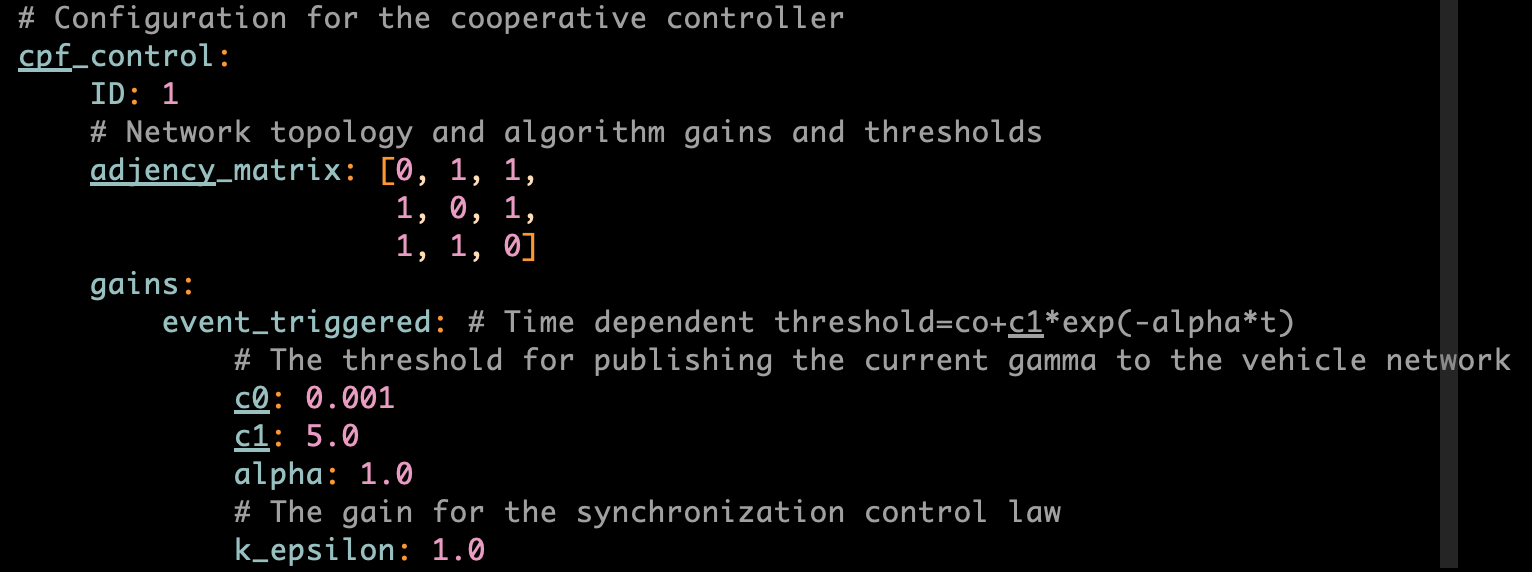 # Configuration for the cooperative controller
cpf_control:
    ID: 1
    # Network topology and algorithm gains and thresholds
    adjency_matrix: [0, 1, 1,
                     1, 0, 1,
                     1, 1, 0]
    gains:
        event_triggered: # Time dependent threshold=co+c1*exp(-alpha*t)
            # The threshold for publishing the current gamma to the vehicle network
            c0: 0.001
            c1: 5.0
            alpha: 1.0
            # The gain for the synchronization control law
            k_epsilon: 1.0